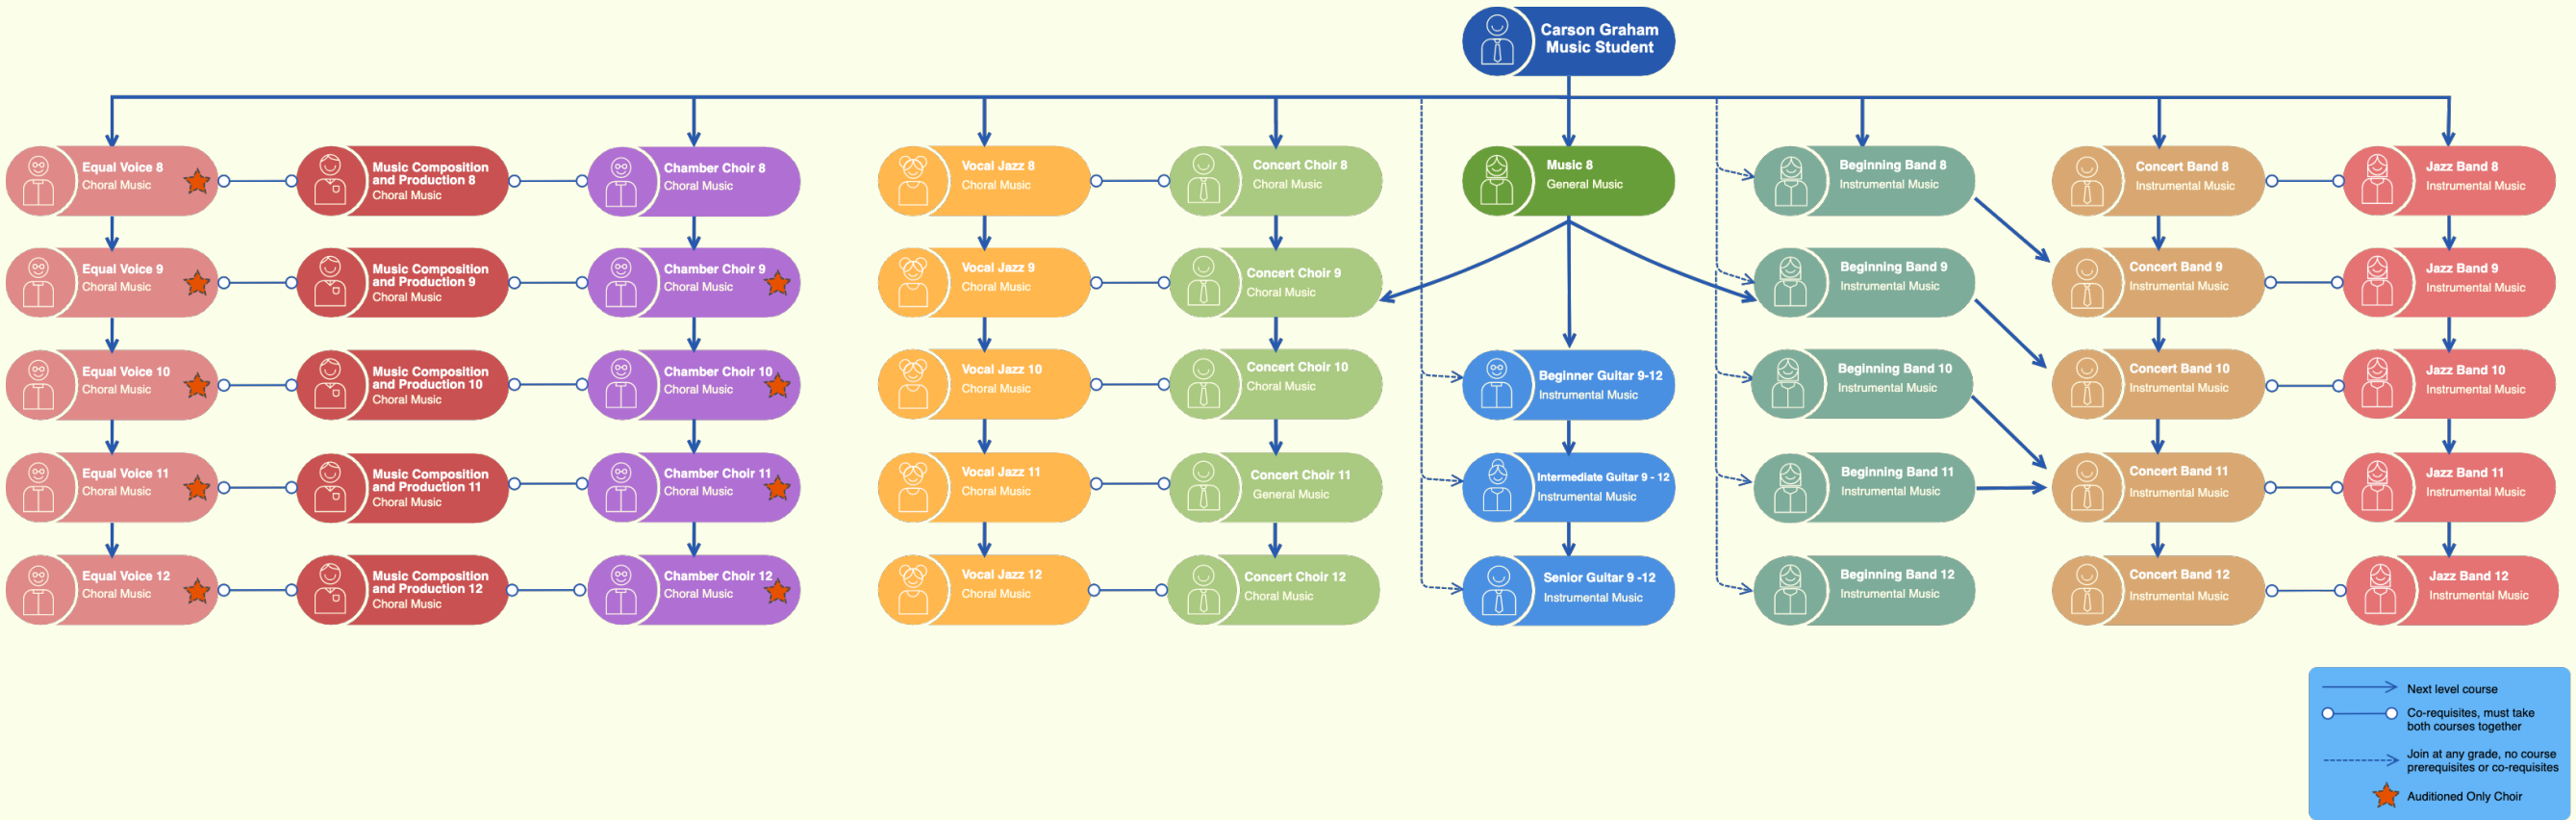 Carson Graham
Music Student
Equal Voice 8
Choral Music
Music Composition
and Production 8
Choral Music
Chamber Choir 8
Choral Music
Vocal Jazz 8
Choral Music
Concert Choir 8
Choral Music
Music 8
General Music
Beginning Band 8
Instrumental Music
Concert Band 8
Instrumental Music
Jazz Band 8
Instrumental Music
Equal Voice 9
Choral Music
Music Composition
and Production 9
Choral Music
Chamber Choir 9
Choral Music
Vocal Jazz 9
Choral Music
Concert Choir 9
Choral Music
Beginning Band 9
Instrumental Music
Concert Band 9
Instrumental Music
Jazz Band 9
Instrumental Music
Equal Voice 10
Choral Music
Music Composition
and Production 10
Choral Music
Chamber Choir 10
Choral Music
Vocal Jazz 10
Choral Music
Concert Choir 10
Choral Music
Beginner Guitar 9-12
Instrumental Music
Beginning Band 10
Instrumental Music
Concert Band 10
Instrumental Music
Jazz Band 10
Instrumental Music
Equal Voice 11
Choral Music
Music Composition
and Production 11
Choral Music
Chamber Choir 11
Choral Music
Vocal Jazz 11
Choral Music
Concert Choir 11
General Music
Intermediate Guitar 9 - 12
Instrumental Music
Beginning Band 11
Instrumental Music
Concert Band 11
Instrumental Music
Jazz Band 11
Instrumental Music
Equal Voice 12
Choral Music
Music Composition
and Production 12
Choral Music
Chamber Choir 12
Choral Music
Vocal Jazz 12
Choral Music
Concert Choir 12
Choral Music
Senior Guitar 9 -12
Instrumental Music
Beginning Band 12
Instrumental Music
Concert Band 12
Instrumental Music
Jazz Band 12
Instrumental Music
Next level course
Co-requisites, must take
both courses together
Join at any grade, no course
prerequisites or co-requisites
Auditioned Only Choir